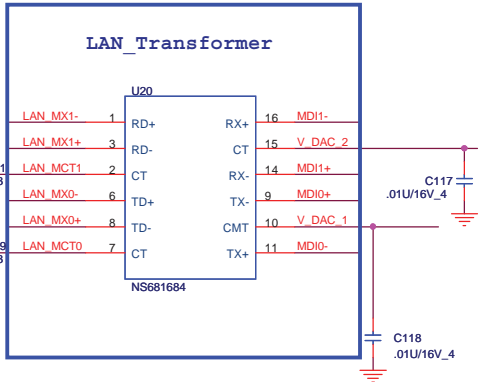 LAN_Transformer
U20
LAN_MX1- 1 RD+ RX+ 16 MDI1-
LAN_MX1+ 3 RD- CT 15 V_DAC_2
LAN_MCT1 2 CT RX- 14 MDI1+
C117
.01U/16V_4
LAN_MX0- 6 TD+ TX- 9 MDI0+
LAN_MX0+ 8 TD- CMT 10 V_DAC_1
LAN_MCT0 7 CT TX+ 11 MDI0-
NS681684
C118
.01U/16V_4